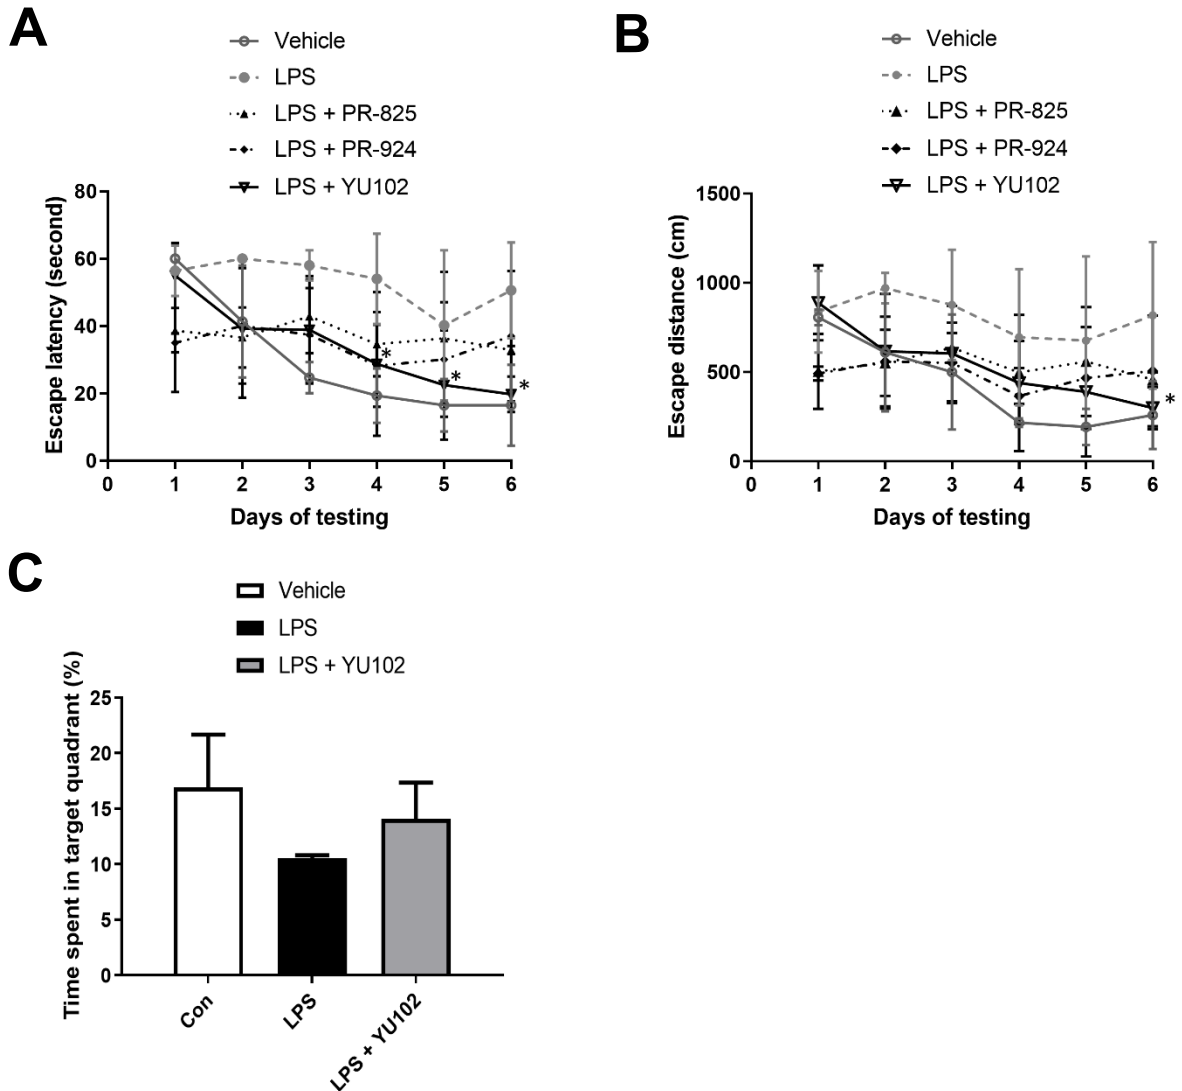 A
Vehicle
LPS
LPS + PR-825
LPS + PR-924
LPS + YU102
Escape latency (second)
80
60
40
20
0
*
*
*
0 1 2 3 4 5 6
Days of testing
B
Vehicle
LPS
LPS + PR-825
LPS + PR-924
LPS + YU102
Escape distance (cm)
1500
1000
500
0
*
0 1 2 3 4 5 6
Days of testing
C
Vehicle
LPS
LPS + YU102
Time spent in target quadrant (%)
25
20
15
10
5
0
Con
LPS
LPS + YU102